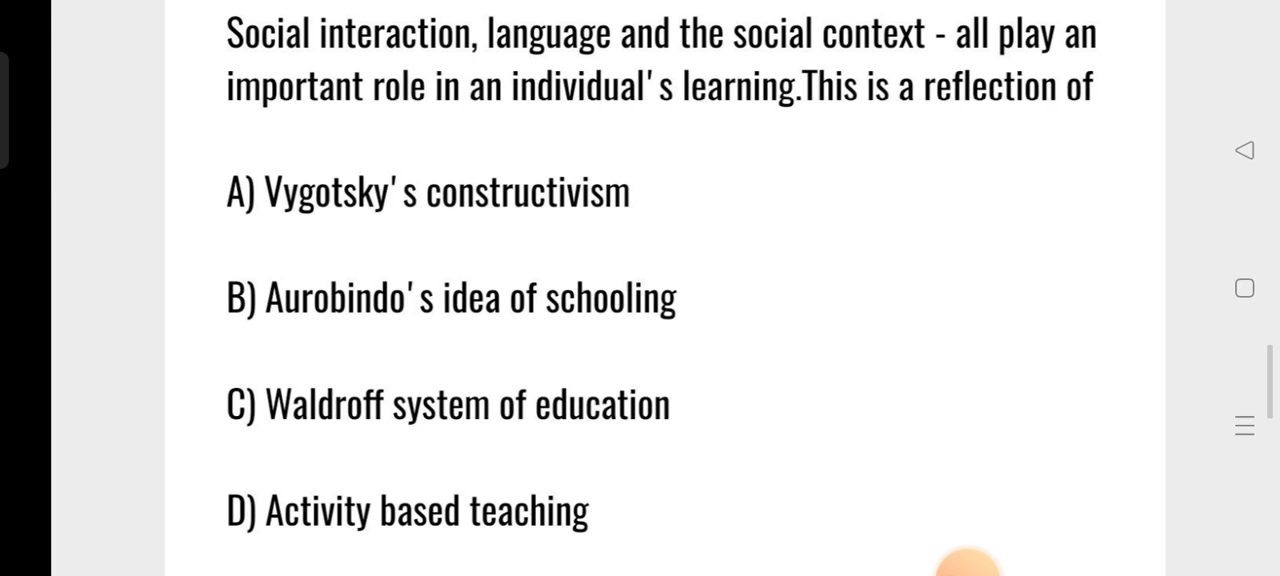 Social interaction, language and the social context - all play an
important role in an individual's learning.This is a reflection of
A) Vygotsky's constructivism
B) Aurobindo's idea of schooling
C) Waldroff system of education
D) Activity based teaching